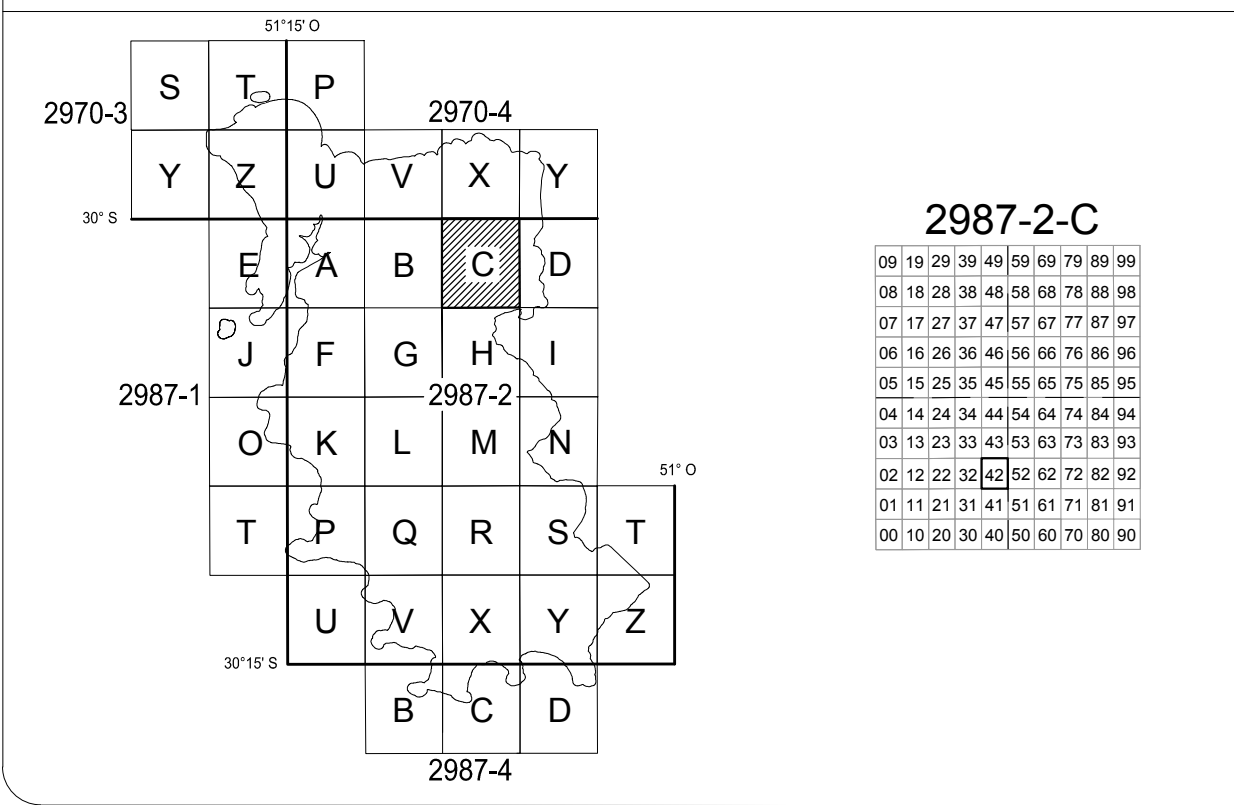 51°15' O
S T P
2970-3 2970-4
Y Z U V X Y
30° S
E A B C D
J F G H I
2987-1 2987-2
O K L M N
51° O
T P Q R S T
U V X Y Z
30°15' S
B C D
2987-4
2987-2-C
09 19 29 39 49 59 69 79 89 99
08 18 28 38 48 58 68 78 88 98
07 17 27 37 47 57 67 77 87 97
06 16 26 36 46 56 66 76 86 96
05 15 25 35 45 55 65 75 85 95
04 14 24 34 44 54 64 74 84 94
03 13 23 33 43 53 63 73 83 93
02 12 22 32 42 52 62 72 82 92
01 11 21 31 41 51 61 71 81 91
00 10 20 30 40 50 60 70 80 90